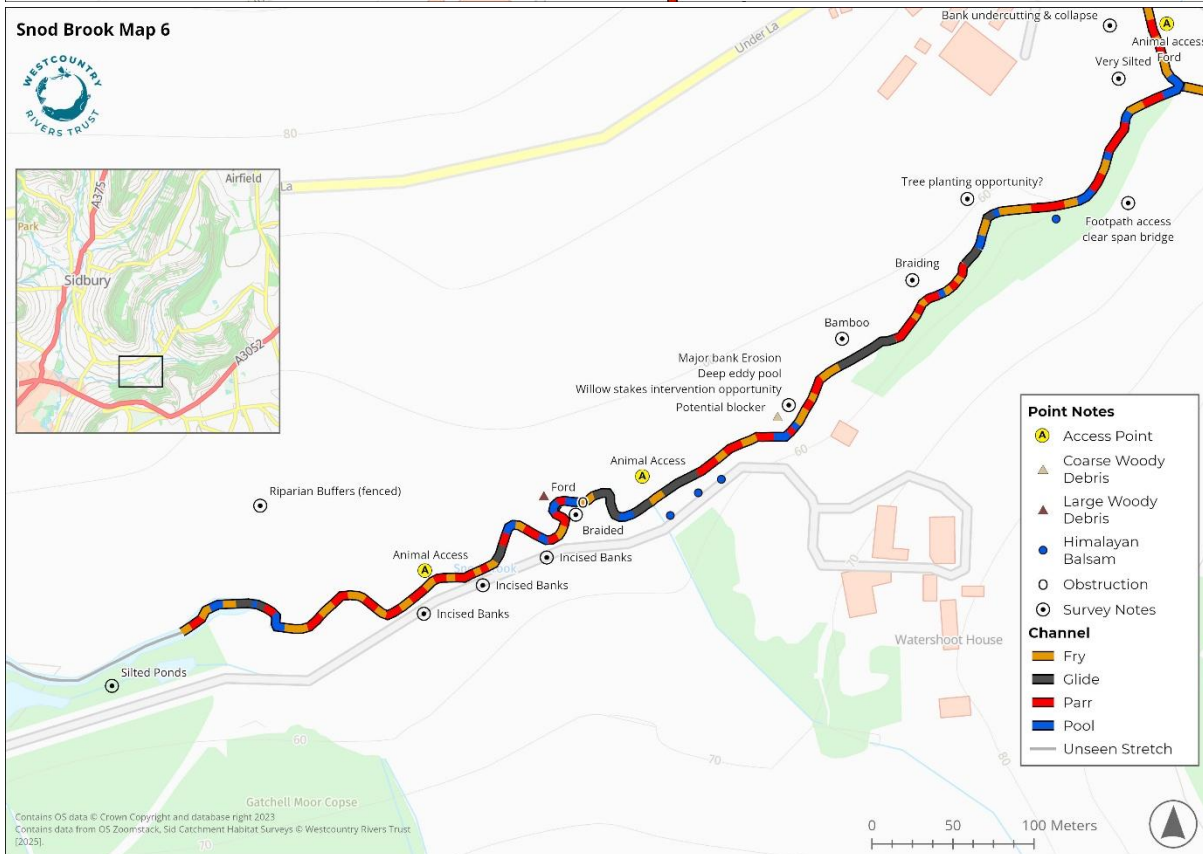 Snod Brook Map 6
WESTCOUNTRY
RIVERS TRUST
Bank undercutting & collapse
A
Animal access
Ford
Very Silted
Under La
80
La
Airfield
A375
Park
Sidbury
A3052
Tree planting opportunity?
60
Footpath access
clear span bridge
Braiding
Bamboo
Major bank Erosion
Deep eddy pool
Willow stakes intervention opportunity
Potential blocker
60
Animal Access
A
Riparian Buffers (fenced)
Ford
Braided
Animal Access
A
Incised Banks
Incised Banks
Incised Banks
Silted Ponds
70
Watershoot House
60
70
80
Gatchell Moor Copse
70
Point Notes
A Access Point
Coarse Woody
Debris
Large Woody
Debris
Himalayan
Balsam
Obstruction
Survey Notes
Channel
Fry
Glide
Parr
Pool
Unseen Stretch
Contains OS data © Crown Copyright and database right 2023
Contains data from OS Zoomstack, Sid Catchment Habitat Surveys © Westcountry Rivers Trust
[2025].
0 50 100 Meters